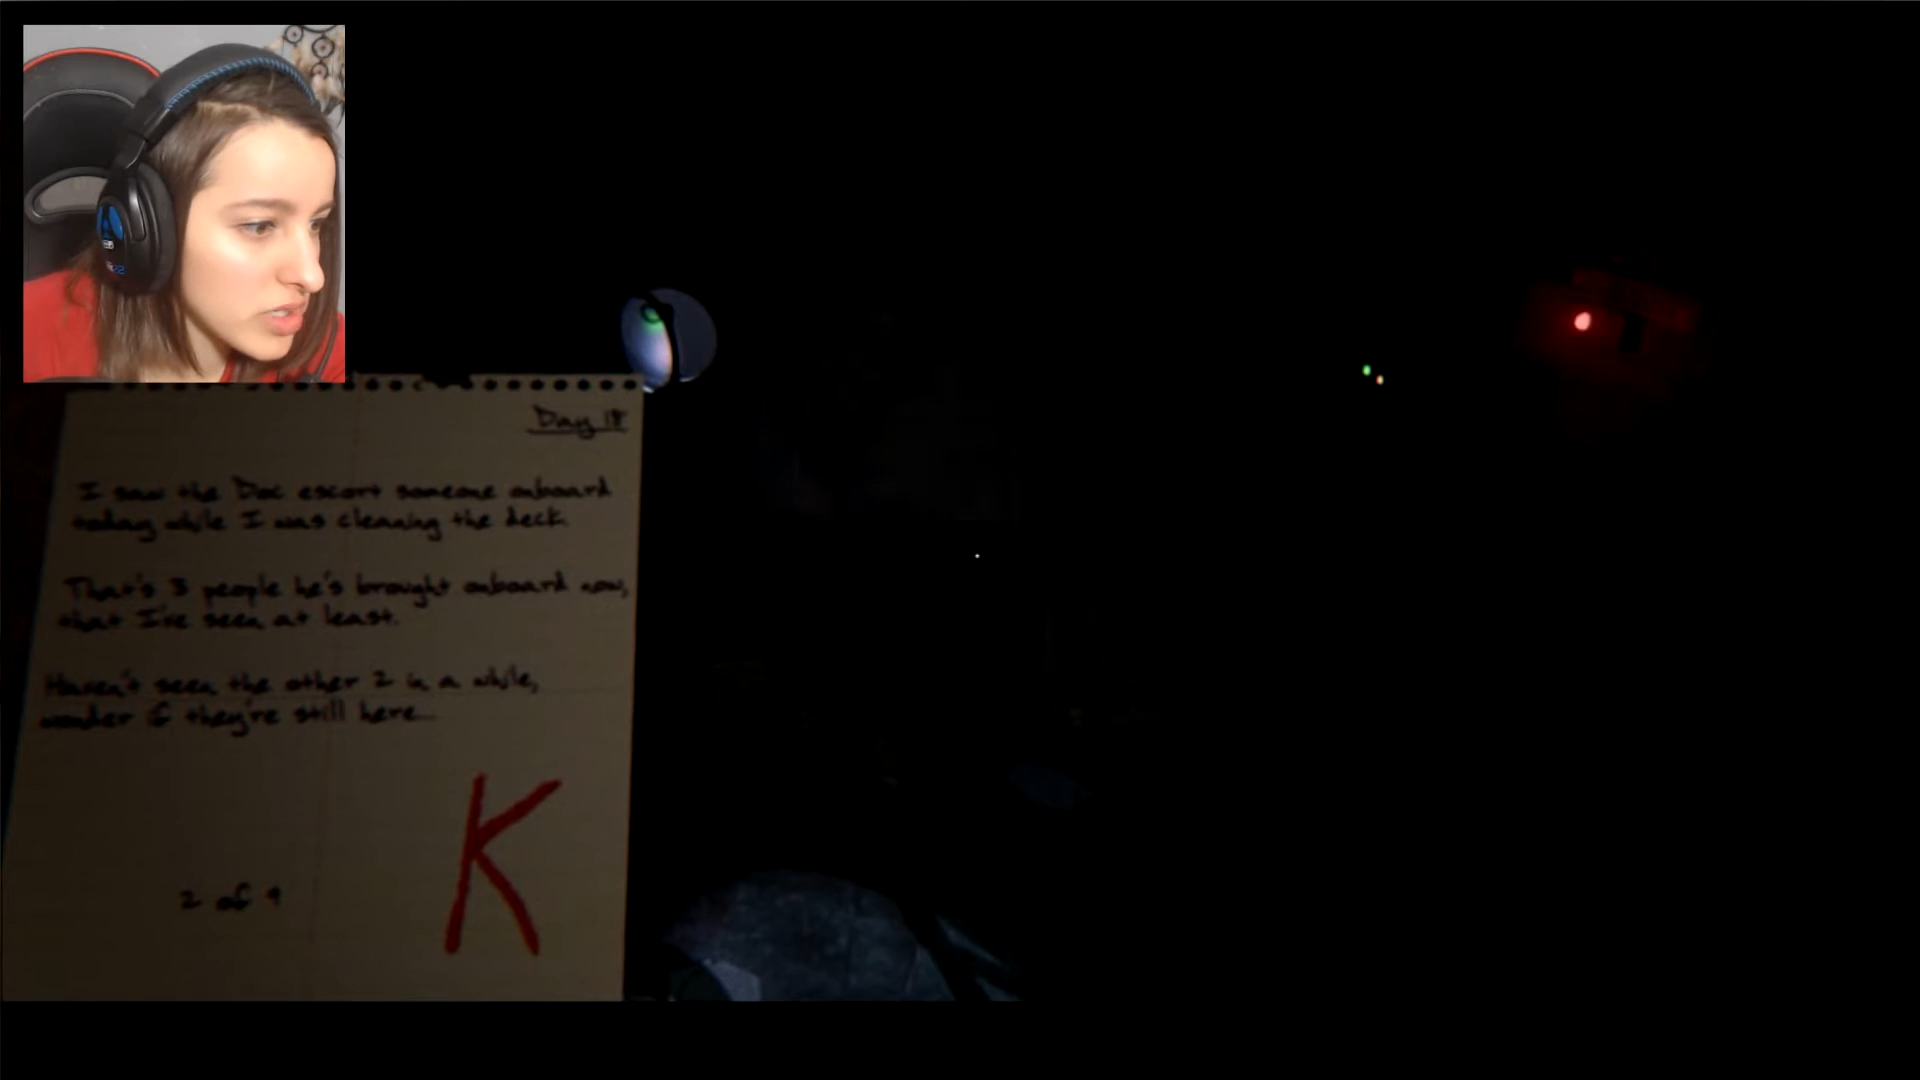 Day 18
I saw the Doc escort someone onboard
today while I was cleaning the deck.
That's 3 people he's brought onboard now,
that I've seen at least.
Haven't seen the other 2 in a while,
wonder if they're still here...
K
2 of 9